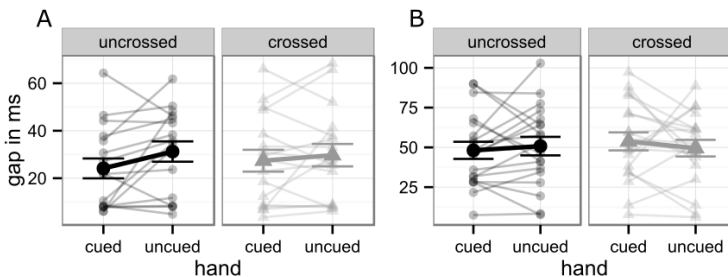 A
B
uncrossed crossed
uncrossed crossed
gap in ms
60
40
20
100
75
50
25
cued uncued cued uncued
hand
cued uncued cued uncued
hand